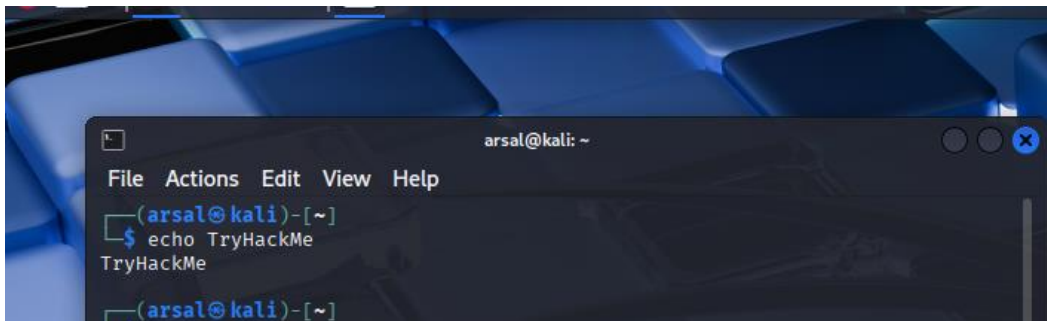 arsal@kali: ~
File Actions Edit View Help
┌──(arsal㉿kali)-[~]
└─$ echo TryHackMe
TryHackMe
┌──(arsal㉿kali)-[~]